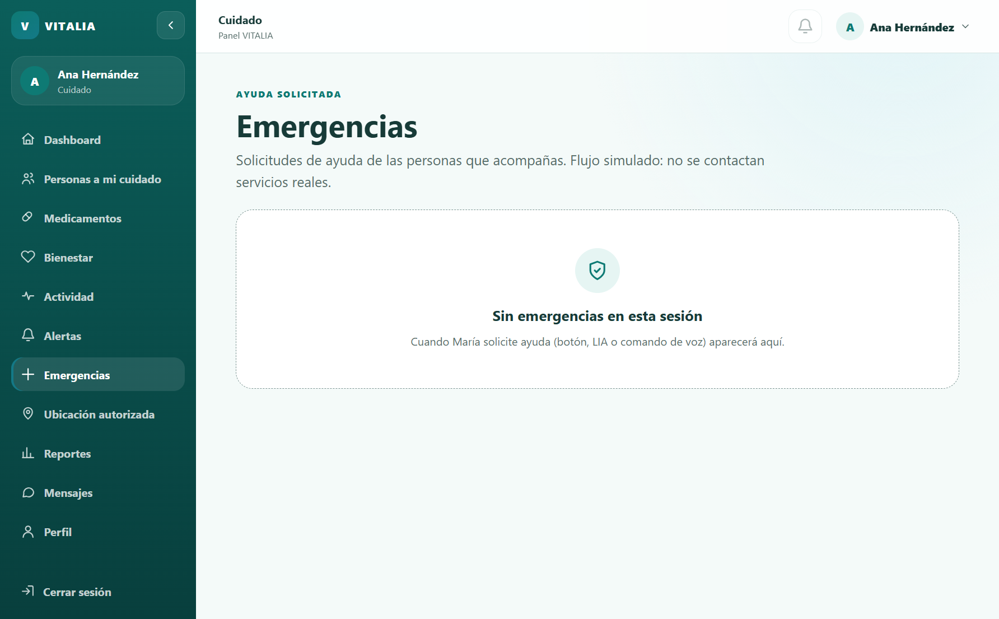 V VITALIA
A
Ana Hernández
Cuidado
Dashboard
Personas a mi cuidado
Medicamentos
Bienestar
Actividad
Alertas
Emergencias
Ubicación autorizada
Reportes
Mensajes
Perfil
Cerrar sesión
Cuidado
Panel VITALIA
A Ana Hernández
AYUDA SOLICITADA
Emergencias
Solicitudes de ayuda de las personas que acompañas. Flujo simulado: no se contactan
servicios reales.
Sin emergencias en esta sesión
Cuando María solicite ayuda (botón, LIA o comando de voz) aparecerá aquí.